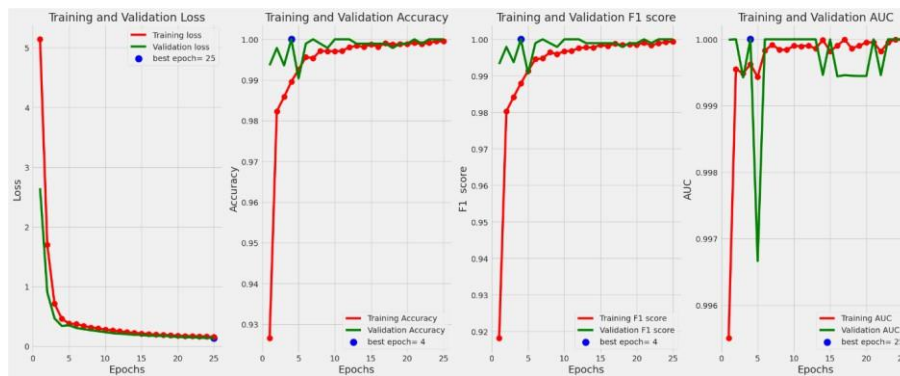 Training and Validation Loss
Training loss
Validation loss
best epoch= 25
5
4
3
2
1
0
Loss
0 5 10 15 20 25
Epochs
Training and Validation Accuracy
1.00
0.99
0.98
0.97
0.96
0.95
0.94
0.93
Accuracy
Training Accuracy
Validation Accuracy
best epoch= 4
0 5 10 15 20 25
Epochs
Training and Validation F1 score
1.00
0.99
0.98
0.97
0.96
0.95
0.94
0.93
0.92
F1 score
Training F1 score
Validation F1 score
best epoch= 4
0 5 10 15 20 25
Epochs
Training and Validation AUC
1.000
0.999
0.998
0.997
0.996
AUC
Training AUC
Validation AUC
best epoch=
0 5 10 15 20
Epochs